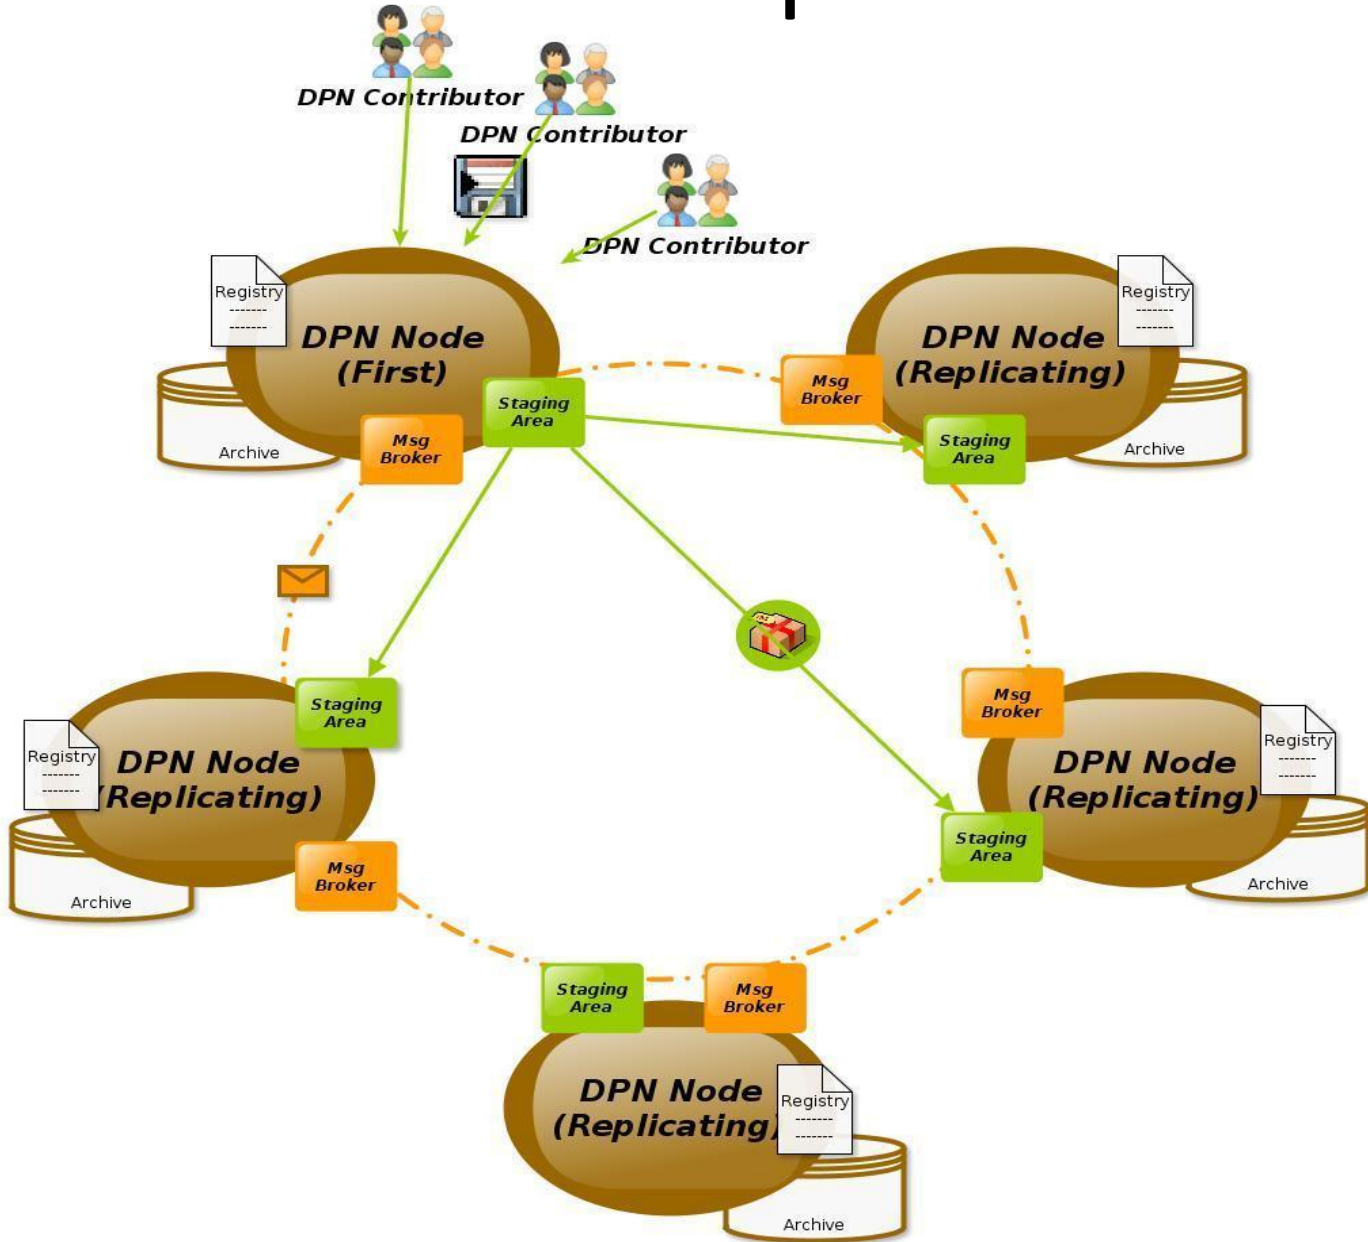 DPN Contributor
DPN Contributor
DPN Contributor
Registry
-------
-------
DPN Node
(First)
Archive
Msg
Broker
Staging
Area
Registry
-------
-------
DPN Node
(Replicating)
Msg
Broker
Staging
Area
Archive
Staging
Area
Registry
-------
-------
DPN Node
(Replicating)
Msg
Broker
Archive
Msg
Broker
Registry
-------
-------
DPN Node
(Replicating)
Staging
Area
Archive
Staging
Area
Msg
Broker
DPN Node
(Replicating)
Registry
-------
-------
Archive